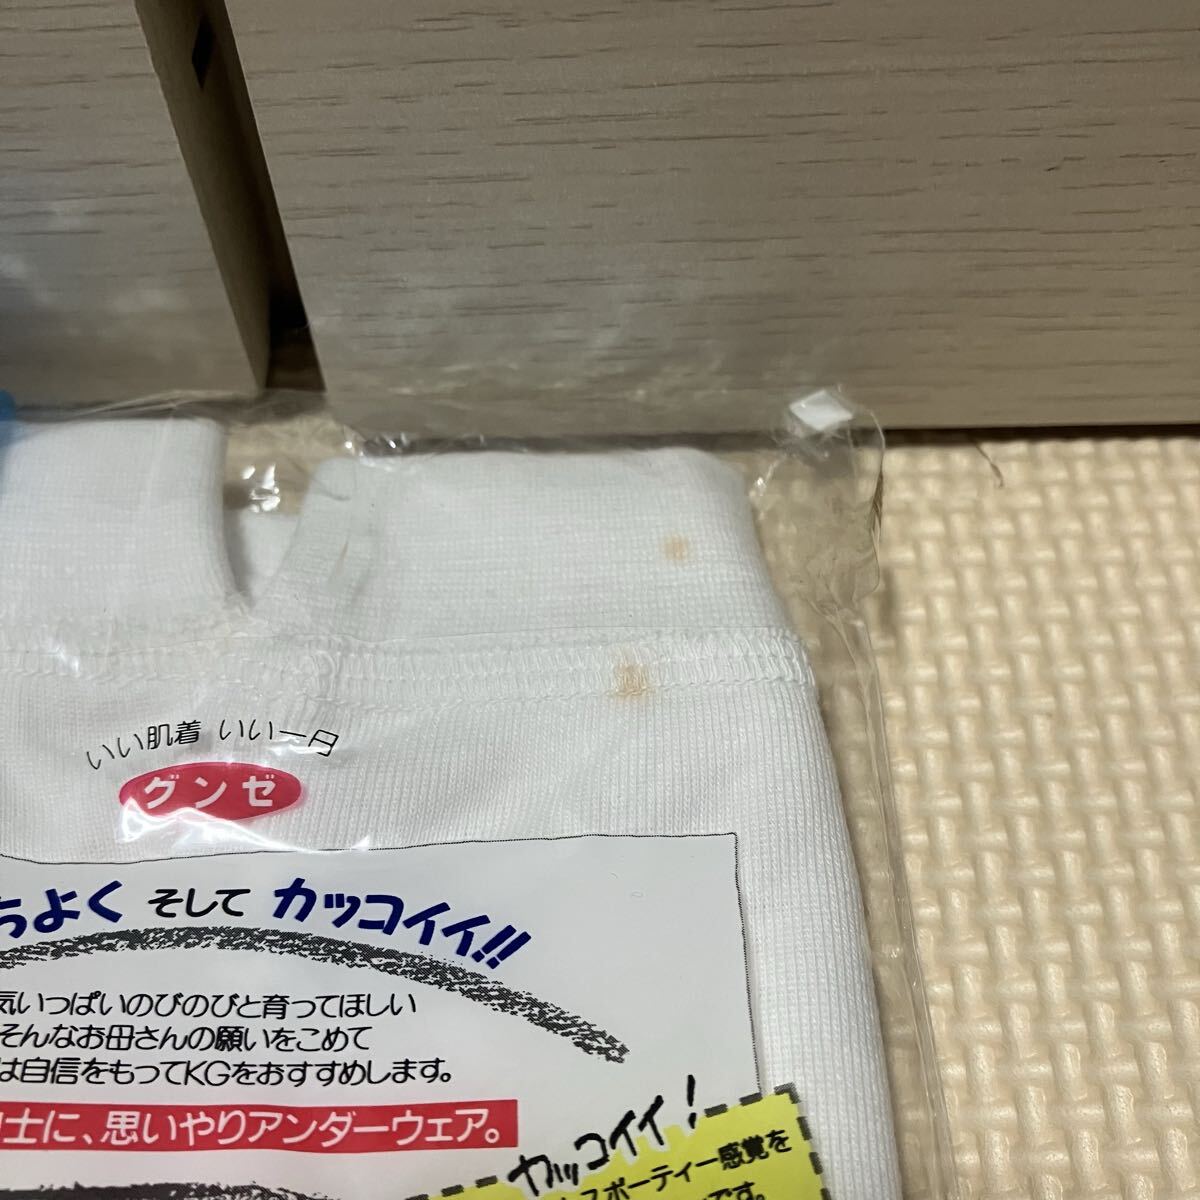 いい肌着 いい一日
グンゼ
ちよく そして カッコイイ!!
気いっぱいのびのびと育ってほしい
そんなお母さんの願いをこめて
は自信をもってKGをおすすめします。
士に、思いやりアンダーウェア。
カッコイイ!
スポーティー感覚を
です。